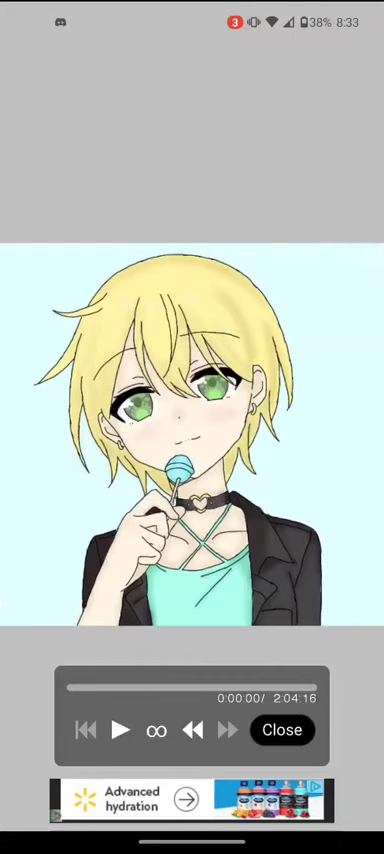 3 38% 8:33
0:00:00/ 2:04:16
Close
Advanced
hydration